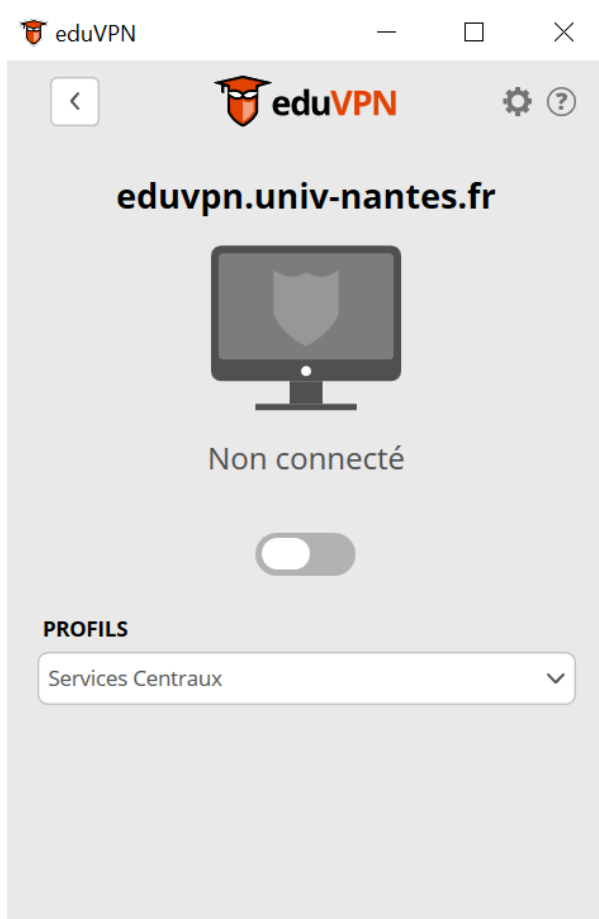 eduVPN
eduVPN
eduvpn.univ-nantes.fr
Non connecté
PROFILS
Services Centraux